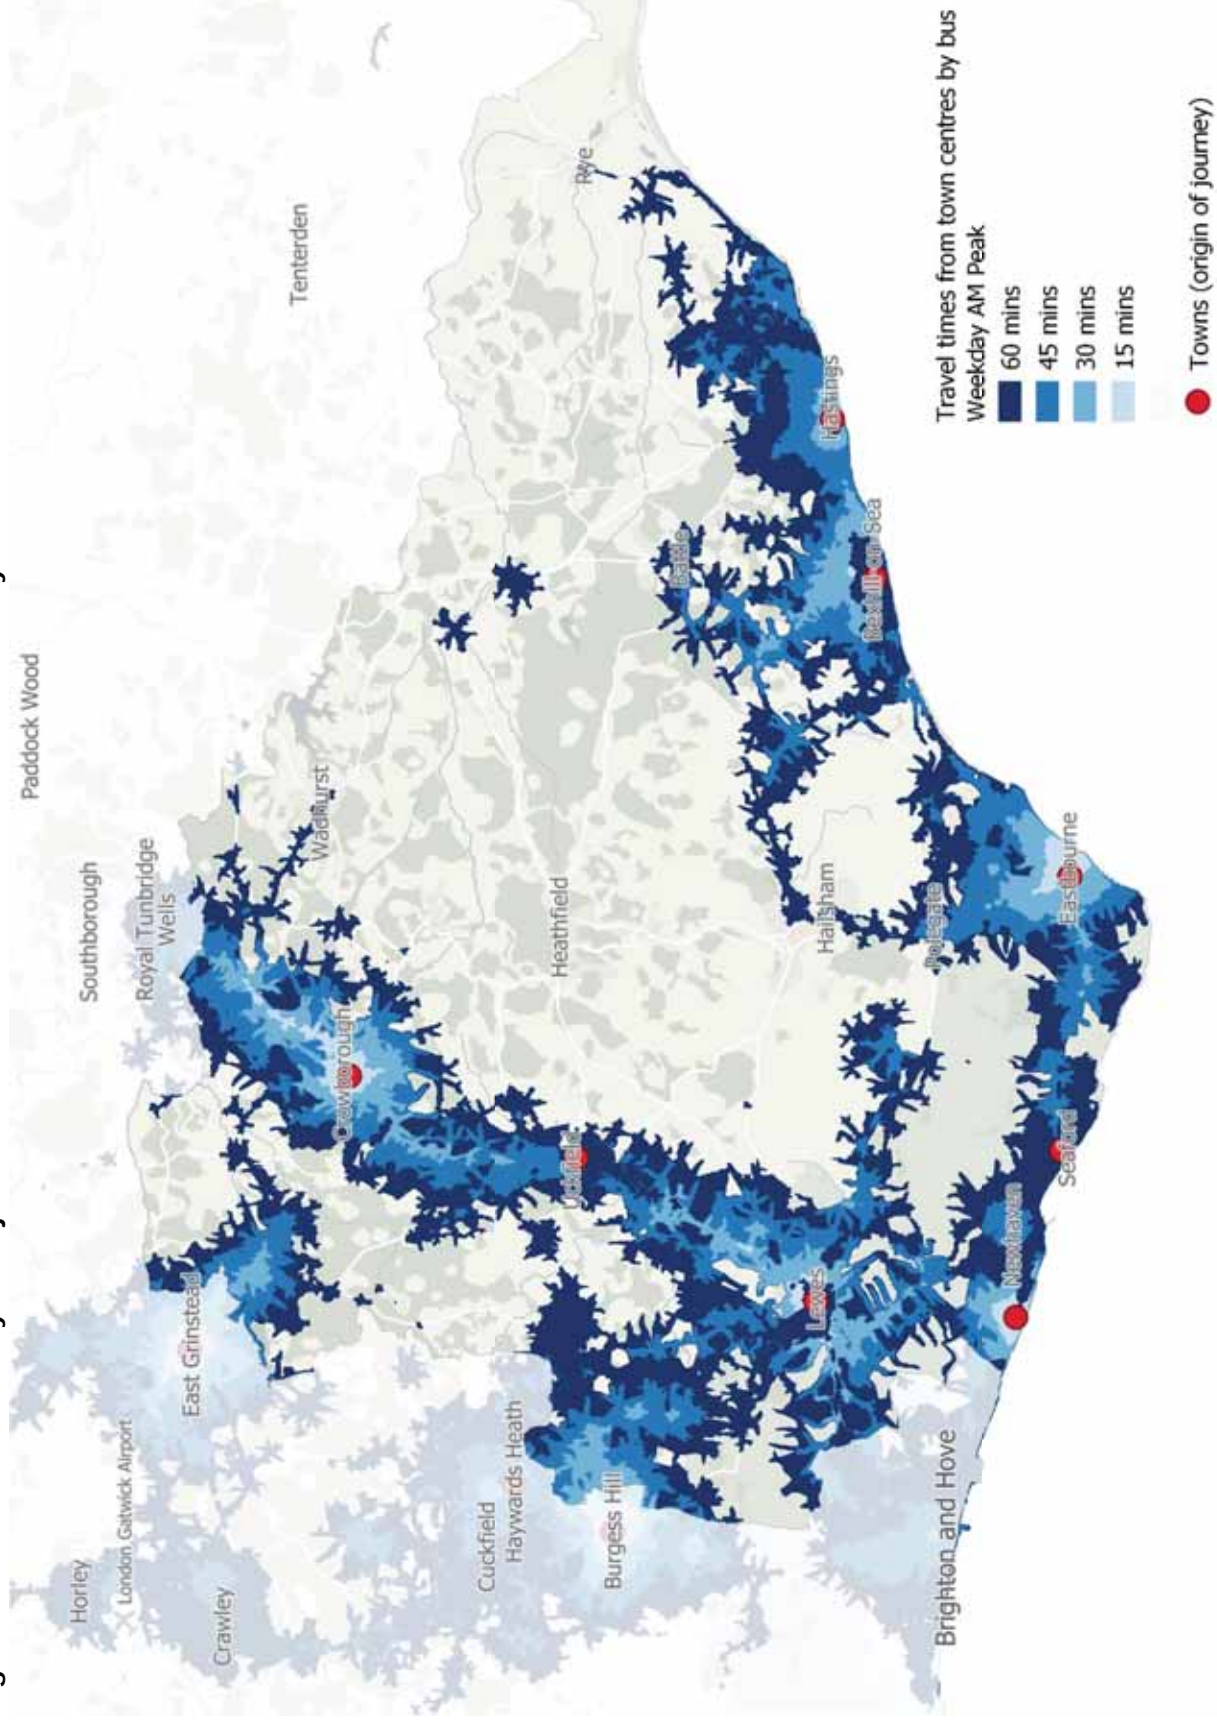 Paddock Wood
Southborough
Horley
London Gatwick Airport
Royal Tunbridge
Wells
Tenterden
East Grinstead
Crawley
Wadhurst
Crowborough
Cuckfield
Haywards Heath
Heathfield
Uckfield
Rye
Burgess Hill
Battle
Lewes
Hailsham
Hastings
Bexhill-on-Sea
Polegate
Brighton and Hove
Newhaven
Seaford
Eastbourne
Travel times from town centres by bus
Weekday AM Peak
60 mins
45 mins
30 mins
15 mins
Towns (origin of journey)